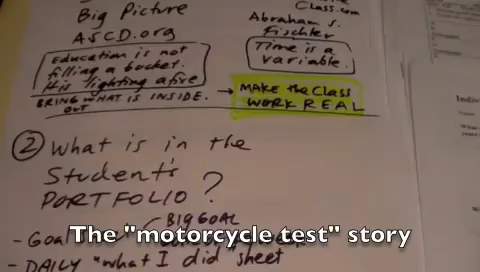 Big Picture
ASCD.org
Education is not
filling a bucket.
It is lighting a fire
BRING WHAT IS INSIDE.
OUT
Class.com
Abraham S.
Fischler
Time is a
variable.
→ MAKE the Class
WORK REAL
② What is in the
Student's
PORTFOLIO?
BIG GOAL
- Goal
The "motorcycle test" story
- DAILY "what I did sheet